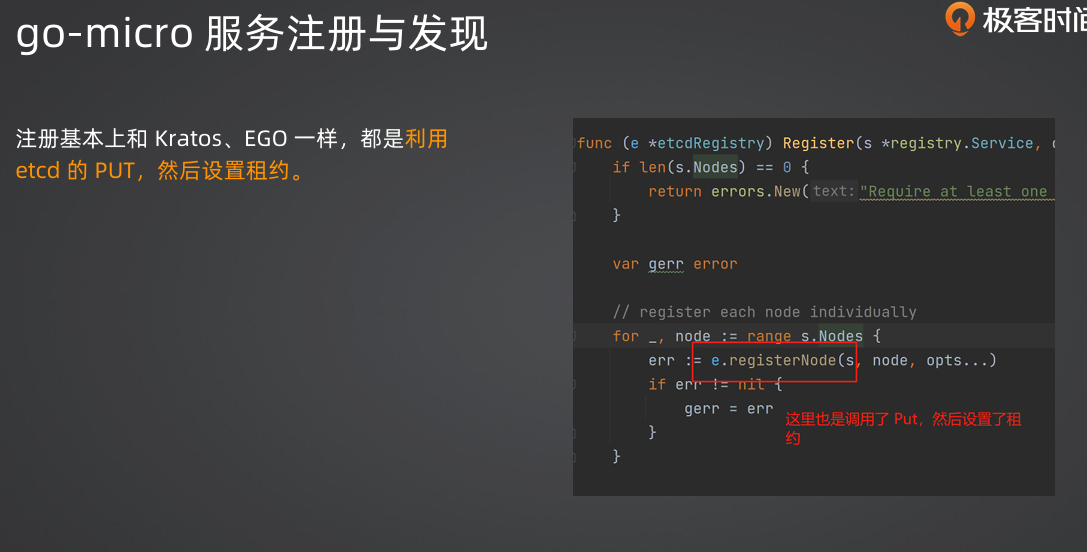 go-micro 服务注册与发现
极客时间
注册基本上和 Kratos、EGO 一样，都是利用
etcd 的 PUT，然后设置租约。
func (e *etcdRegistry) Register(s *registry.Service,
if len(s.Nodes) == 0 {
return errors.New( text: "Require at least one
}
var gerr error
// register each node individually
for _, node := range s.Nodes {
err := e.registerNode(s, node, opts...)
if err != nil {
gerr = err
这里也是调用了 Put，然后设置了租
约
}
}